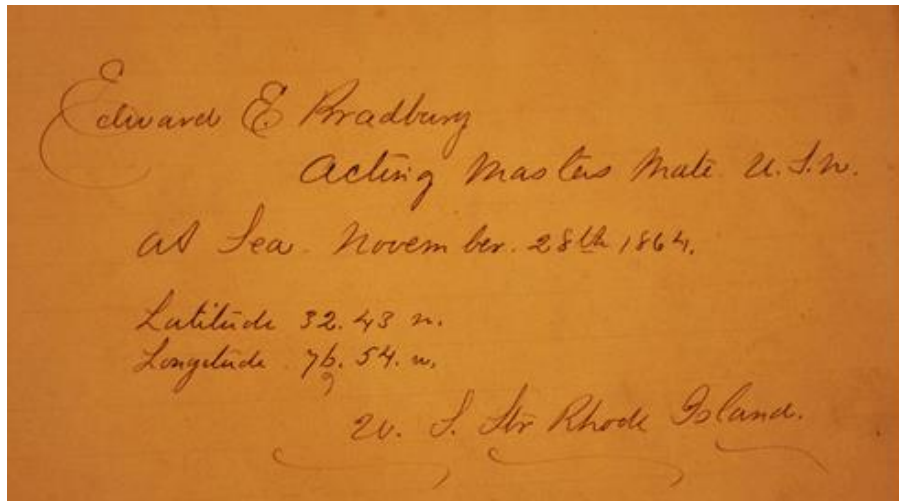 Edward E. Bradbury
Acting Masters Mate. U.S.N.
At Sea. November. 28th 1864.
Latitude 32.43 N.
Longitude 76.54. W.
U. S. Str Rhode Island.